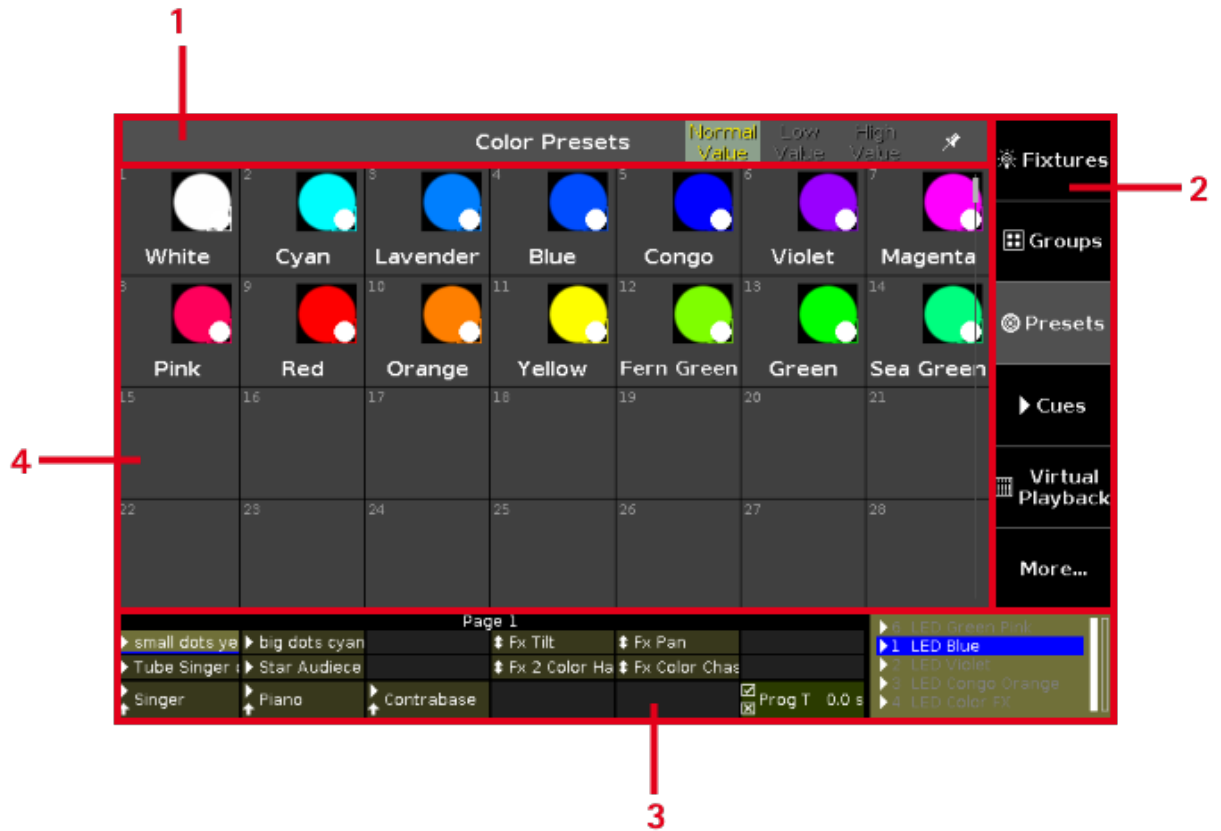 1
Color Presets
Normal Value
Low Value
High Value
Fixtures
2
Groups
Presets
Cues
Virtual Playback
More...
1 White
2 Cyan
3 Lavender
4 Blue
5 Congo
6 Violet
7 Magenta
8 Pink
9 Red
10 Orange
11 Yellow
12 Fern Green
13 Green
14 Sea Green
15
16
17
18
19
20
21
4
22
23
24
25
26
27
28
Page 1
small dots ye
big dots cyan
Fx Tilt
Fx Pan
Tube Singer
Star Audiece
Fx 2 Color Ha
Fx Color Chas
Singer
Piano
Contrabase
Prog T 0.0 s
6 LED Green Pink
1 LED Blue
2 LED Violet
3 LED Congo Orange
4 LED Color FX
3